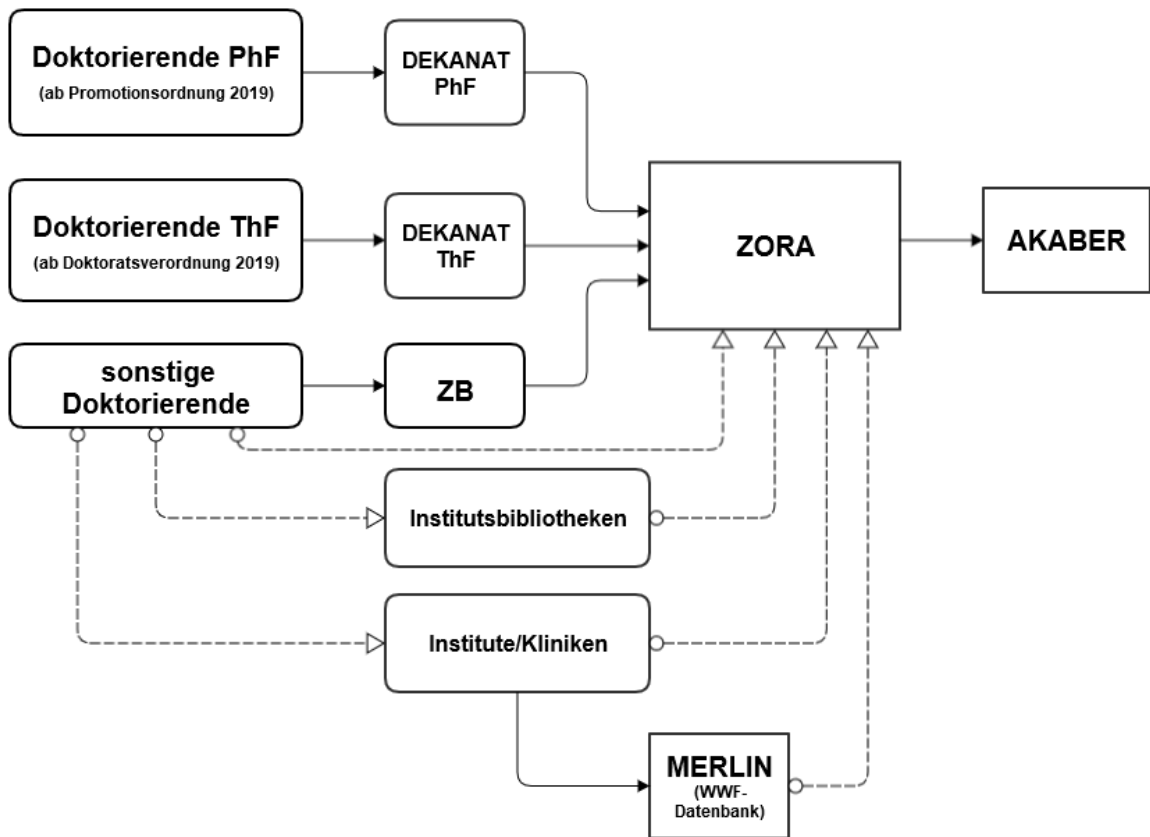 Doktorierende PhF
(ab Promotionsordnung 2019)
DEKANAT
PhF
Doktorierende ThF
(ab Doktoratsverordnung 2019)
DEKANAT
ThF
ZORA
AKABER
sonstige
Doktorierende
ZB
Institutsbibliotheken
Institute/Kliniken
MERLIN
(WWF-
Datenbank)